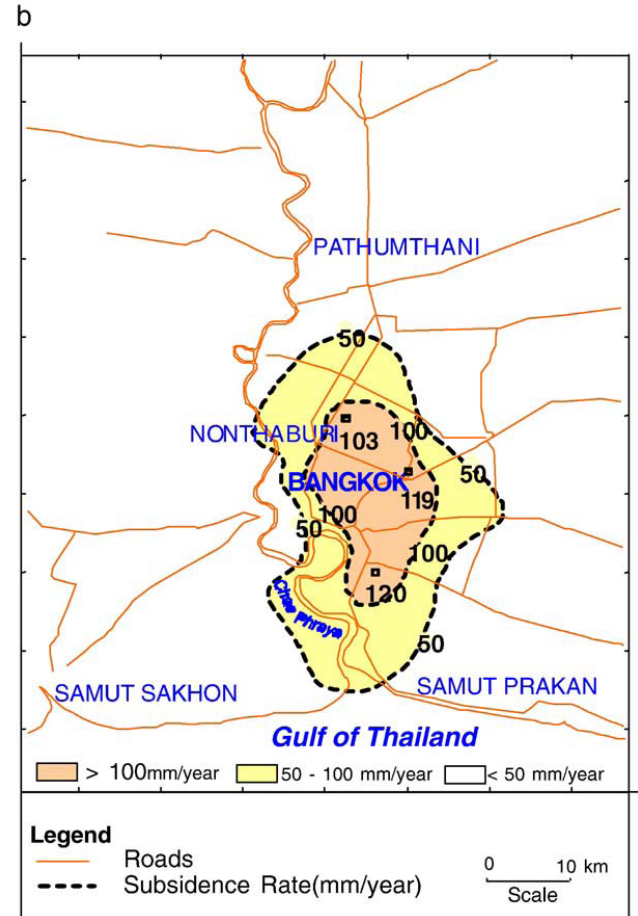 b
PATHUMTHANI
50
NONTHABURI
103
100
BANGKOK
119
50
100
50
100
120
Chao phraya
50
SAMUT SAKHON
SAMUT PRAKAN
Gulf of Thailand
> 100mm/year
50 - 100 mm/year
< 50 mm/year
Legend
Roads
Subsidence Rate(mm/year)
0
10 km
Scale